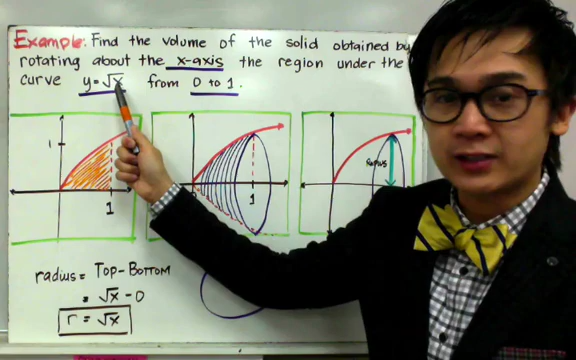 Example: Find the volume of the solid obtained by
rotating about the x-axis the region under the
curve y=√x from 0 to 1.
1
1
1
Radius
radius = Top-Bottom
= √x - 0
r = √x